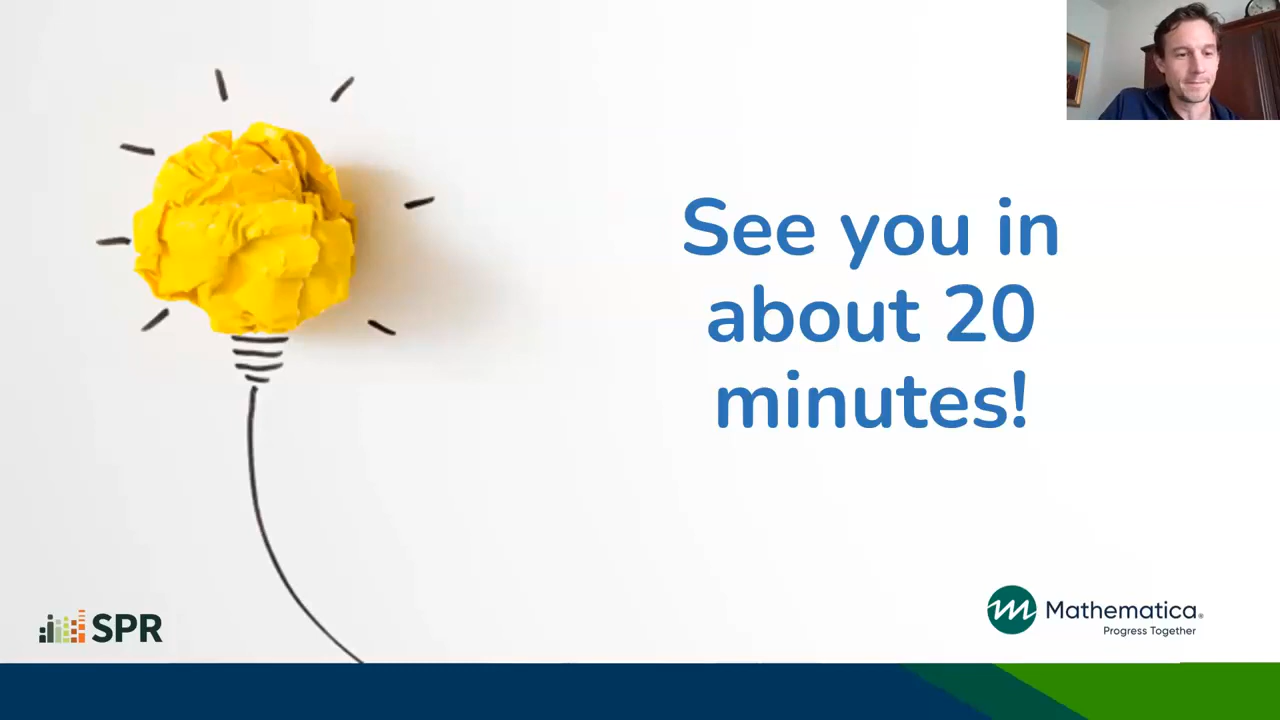 See you in
about 20
minutes!
SPR
Mathematica®
Progress Together